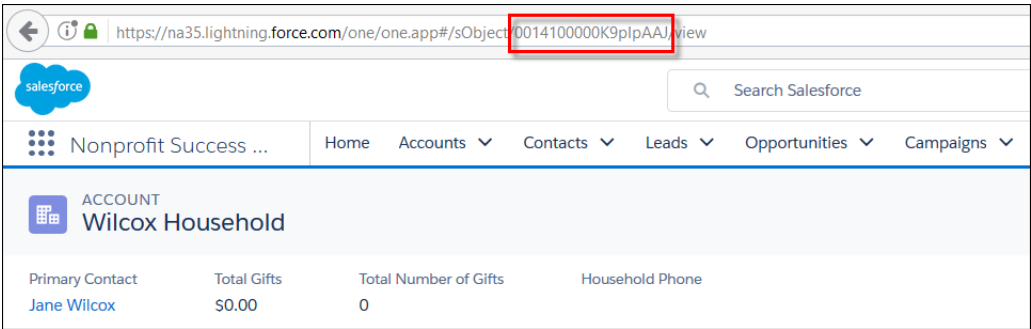 https://na35.lightning.force.com/one/one.app#/sObject/0014100000K9pIpAAJ/view
salesforce
Search Salesforce
Nonprofit Success ... Home Accounts Contacts Leads Opportunities Campaigns
ACCOUNT
Wilcox Household
Primary Contact Total Gifts Total Number of Gifts Household Phone
Jane Wilcox $0.00 0